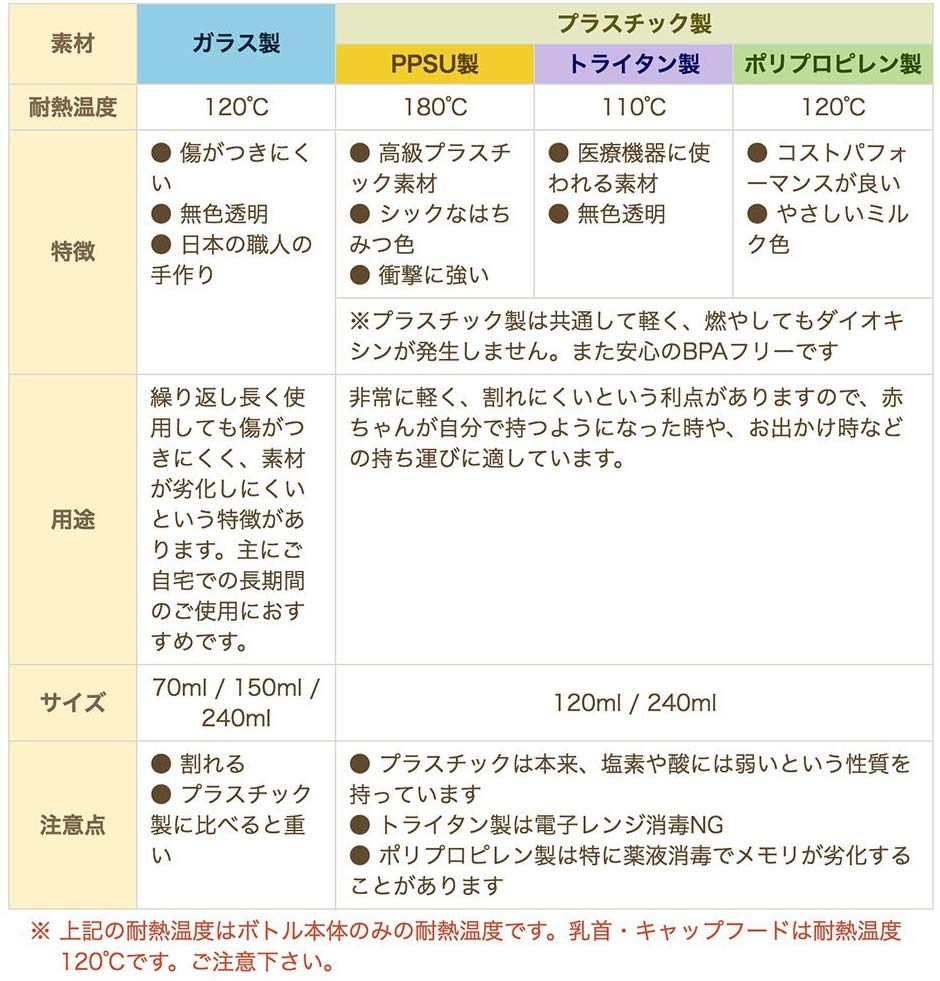 素材
ガラス製
プラスチック製
PPSU製
トライタン製
ポリプロピレン製
耐熱温度
120℃
180℃
110℃
120℃
特徴
● 傷がつきにく
い
● 無色透明
● 日本の職人の
手作り
● 高級プラスチ
ック素材
● シックなはち
みつ色
● 衝撃に強い
● 医療機器に使
われる素材
● 無色透明
● コストパフォ
ーマンスが良い
● やさしいミル
ク色
※プラスチック製は共通して軽く、燃やしてもダイオキ
シンが発生しません。また安心のBPAフリーです
用途
繰り返し長く使
用しても傷がつ
きにくく、素材
が劣化しにくい
という特徴があ
ります。主にご
自宅での長期間
のご使用におす
すめです。
非常に軽く、割れにくいという利点がありますので、赤
ちゃんが自分で持つようになった時や、お出かけ時など
の持ち運びに適しています。
サイズ
70ml / 150ml /
240ml
120ml / 240ml
注意点
● 割れる
● プラスチック
製に比べると重
い
● プラスチックは本来、塩素や酸には弱いという性質を
持っています
● トライタン製は電子レンジ消毒NG
● ポリプロピレン製は特に薬液消毒でメモリが劣化する
ことがあります
※ 上記の耐熱温度はボトル本体のみの耐熱温度です。乳首・キャップフードは耐熱温度
120℃です。ご注意下さい。